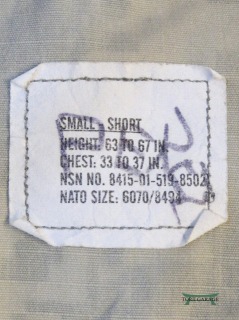 SMALL - SHORT
HEIGHT: 63 TO 67 IN.
CHEST: 33 TO 37 IN.
NSN NO. 8415-01-519-8502
NATO SIZE: 6070/8494